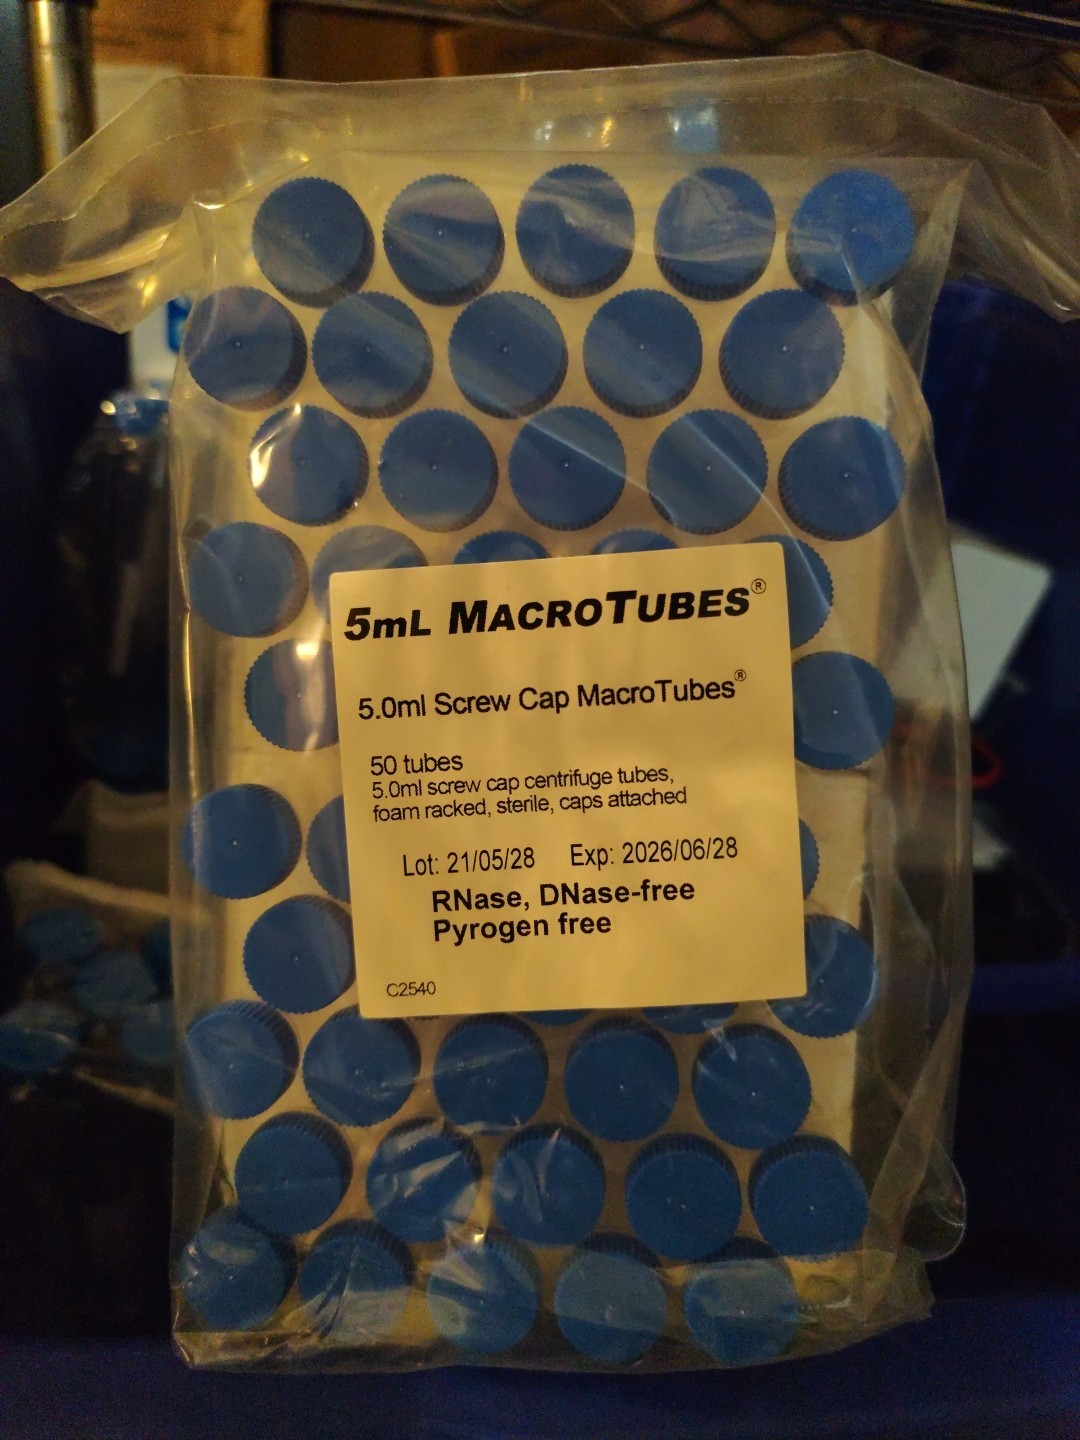 5mL MACROTUBES®
5.0ml Screw Cap MacroTubes®
50 tubes
5.0ml screw cap centrifuge tubes,
foam racked, sterile, caps attached
Lot: 21/05/28 Exp: 2026/06/28
RNase, DNase-free
Pyrogen free
C2540